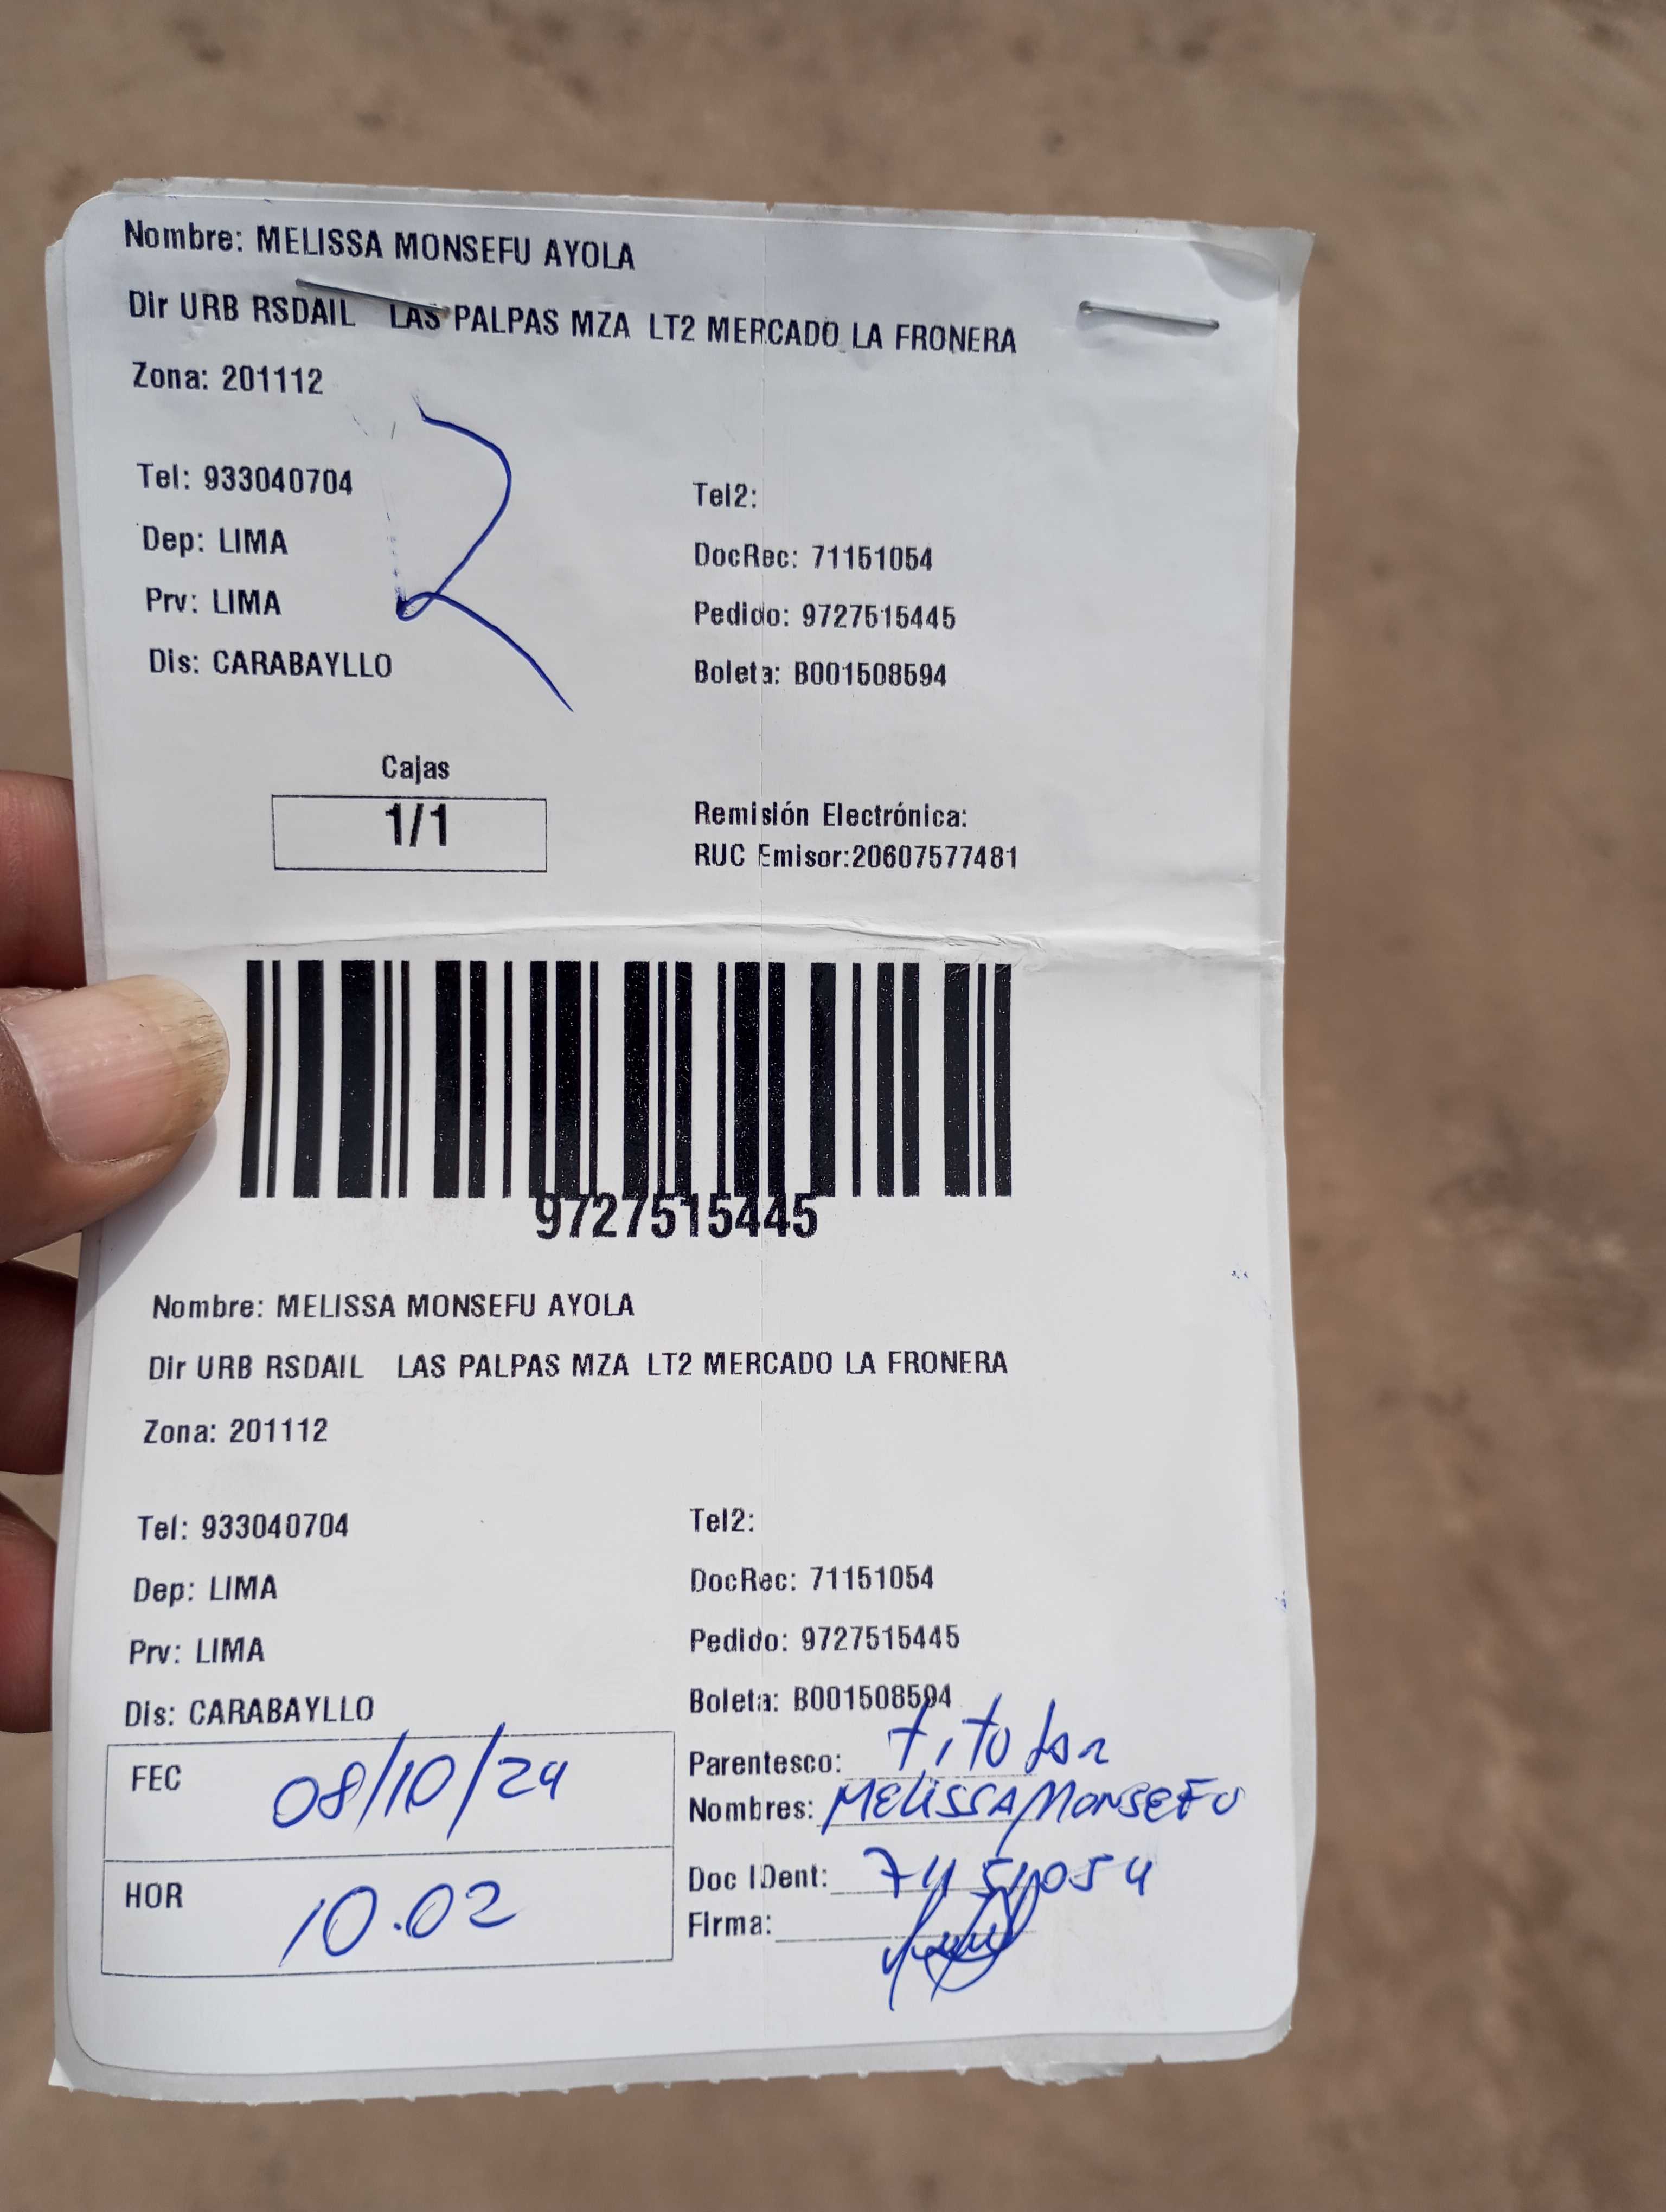 Nombre: MELISSA MONSEFU AYOLA
Dir URB RSDAIL LAS PALPAS MZA LT2 MERCADO LA FRONERA
Zona: 201112
Tel: 933040704
Tel2:
Dep: LIMA
DocRec: 71151054
Prv: LIMA
Pedido: 9727515445
Dis: CARABAYLLO
Boleta: B001508594
Cajas
1/1
Remisión Electrónica:
RUC Emisor:20607577481
9727515445
Nombre: MELISSA MONSEFU AYOLA
Dir URB RSDAIL LAS PALPAS MZA LT2 MERCADO LA FRONERA
Zona: 201112
Tel: 933040704
Tel2:
Dep: LIMA
DocRec: 71151054
Prv: LIMA
Pedido: 9727515445
Dis: CARABAYLLO
Boleta: B001508594
FEC 08/10/24
Parentesco: titular
Nombres: MELISSA MONSEFU
HOR 10.02
Doc IDent:
Firma: